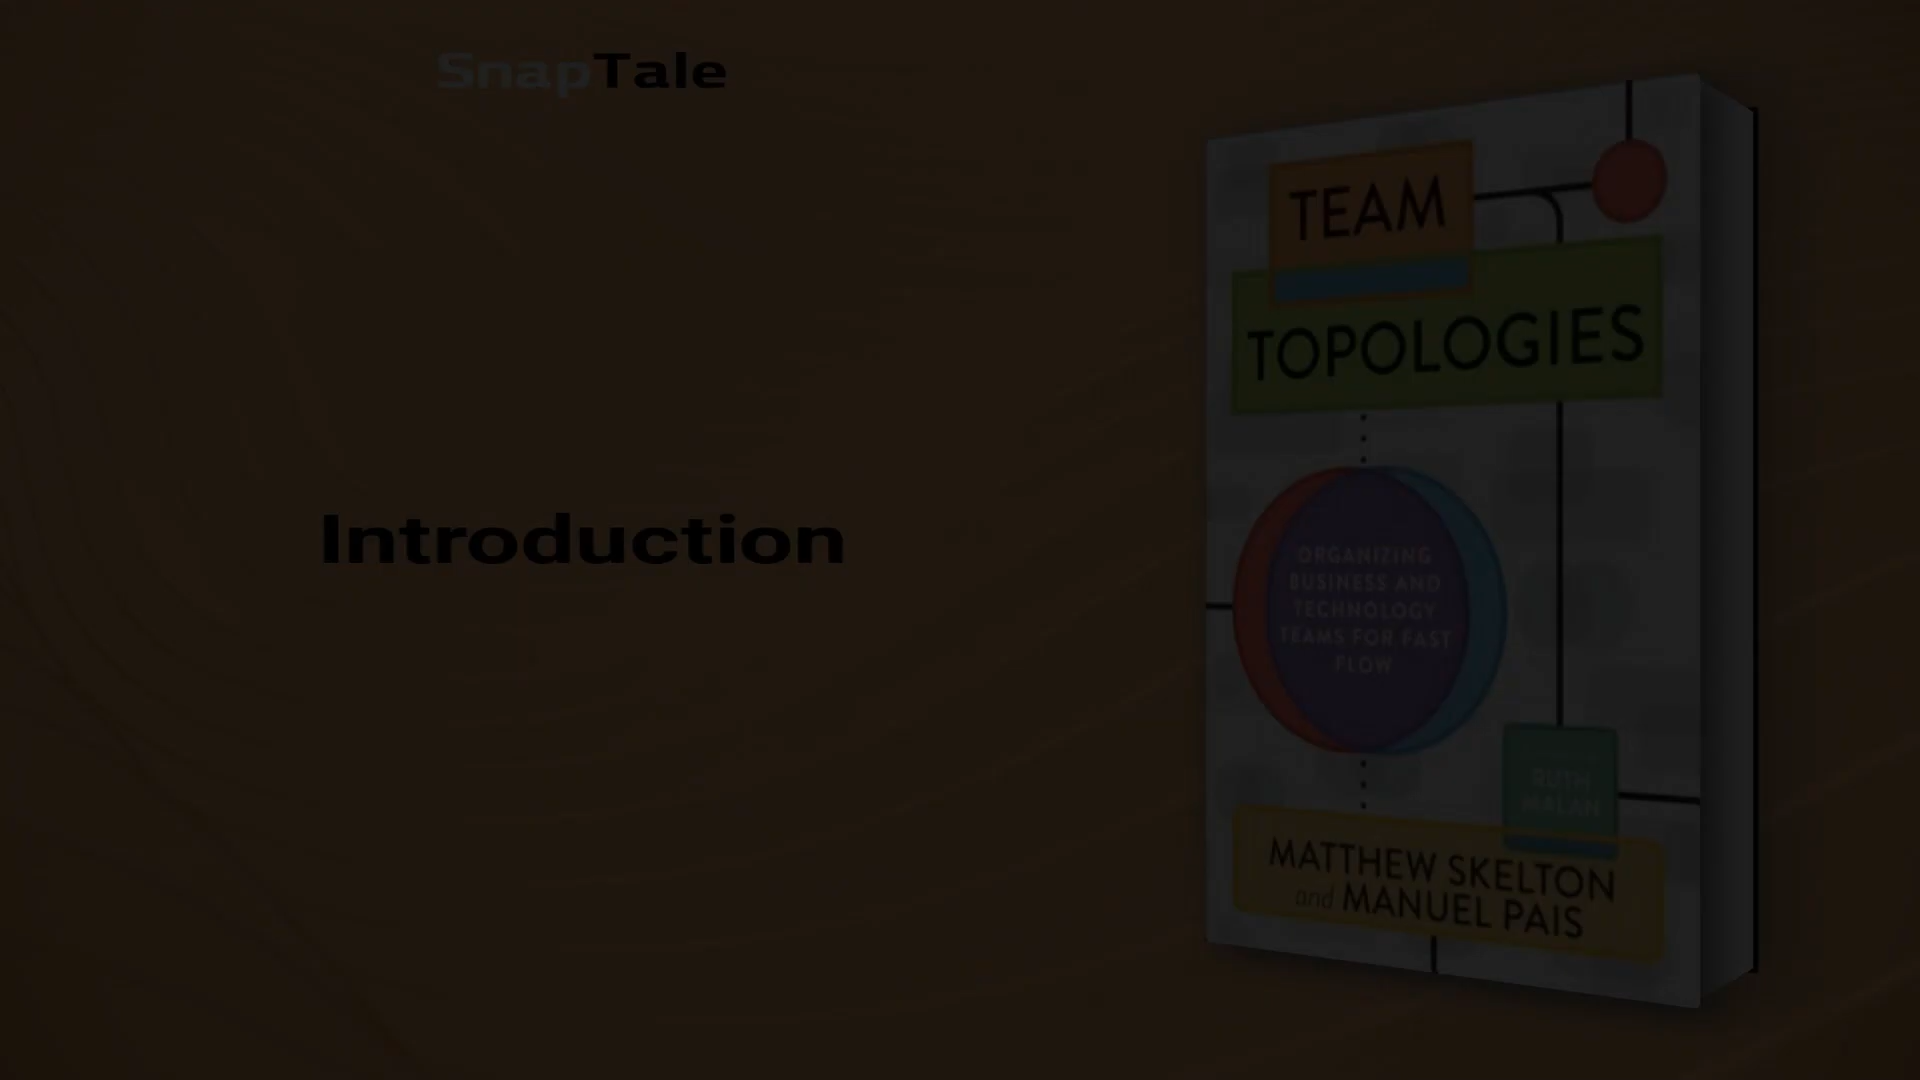 SnapTale
Introduction
TEAM
TOPOLOGIES
ORGANIZING
BUSINESS AND
TECHNOLOGY
TEAMS FOR FAST
FLOW
RUTH
MALAN
MATTHEW SKELTON
and MANUEL PAIS